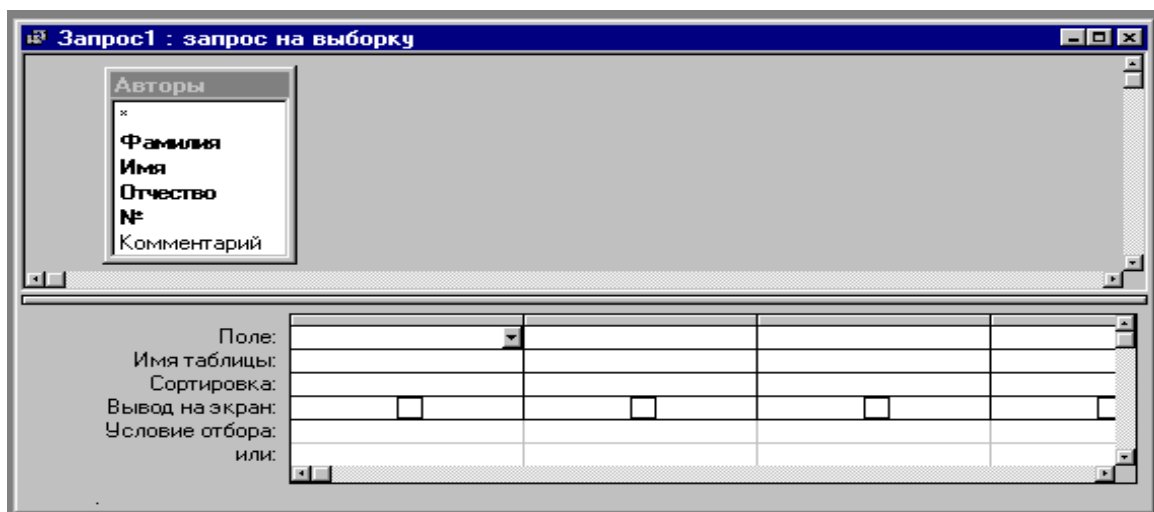 Запрос1 : запрос на выборку
Авторы
*
Фамилия
Имя
Отчество
№
Комментарий
Поле:
Имя таблицы:
Сортировка:
Вывод на экран:
Условие отбора:
или: